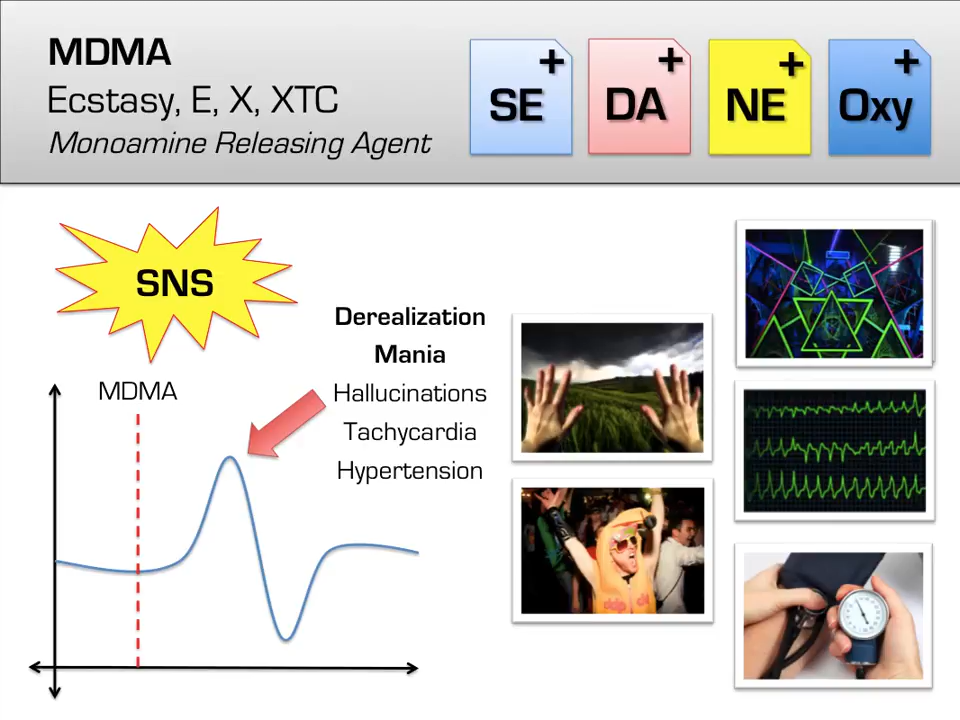 MDMA
Ecstasy, E, X, XTC
Monoamine Releasing Agent
+
SE
+
DA
+
NE
+
Oxy
SNS
MDMA
Derealization
Mania
Hallucinations
Tachycardia
Hypertension